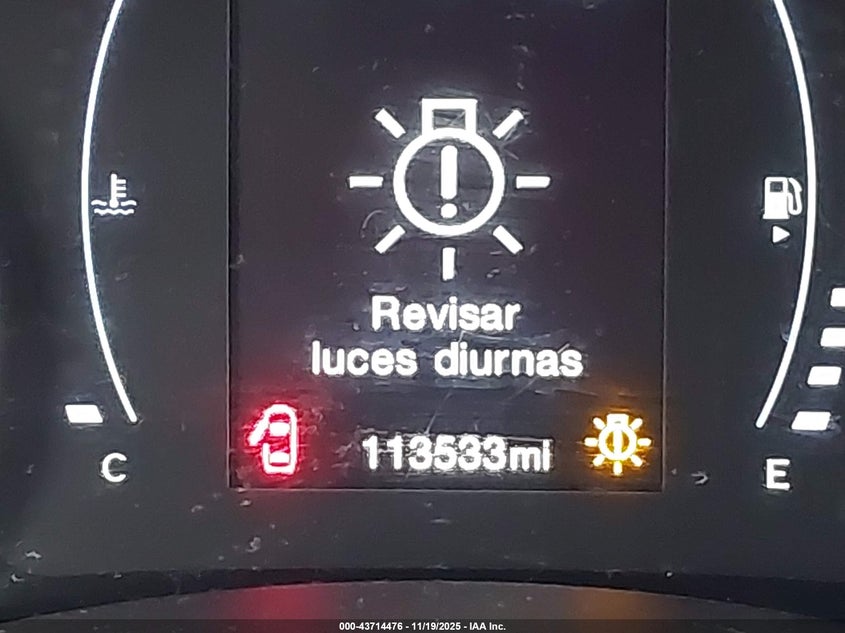 Revisar
luces diurnas
113533mi
C
E
000-43714476 - 11/19/2025 - IAA Inc.